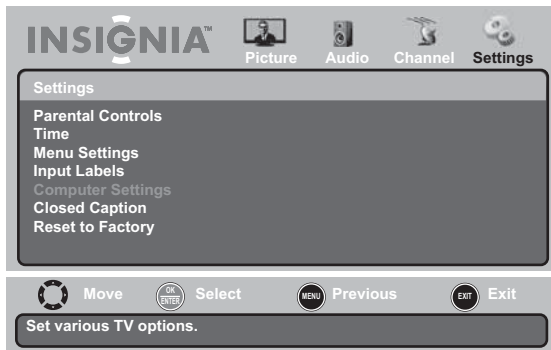 INSIGNIA™
Picture Audio Channel Settings
Settings
Parental Controls
Time
Menu Settings
Input Labels
Computer Settings
Closed Caption
Reset to Factory
Move OK ENTER Select MENU Previous EXIT Exit
Set various TV options.